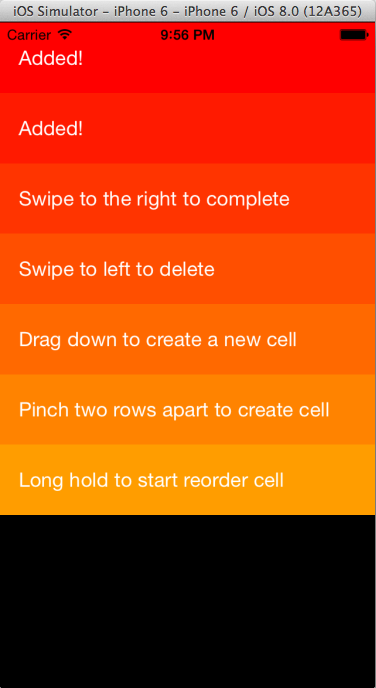 iOS Simulator - iPhone 6 - iPhone 6 / iOS 8.0 (12A365)
Carrier 9:56 PM
Added!
Added!
Swipe to the right to complete
Swipe to left to delete
Drag down to create a new cell
Pinch two rows apart to create cell
Long hold to start reorder cell